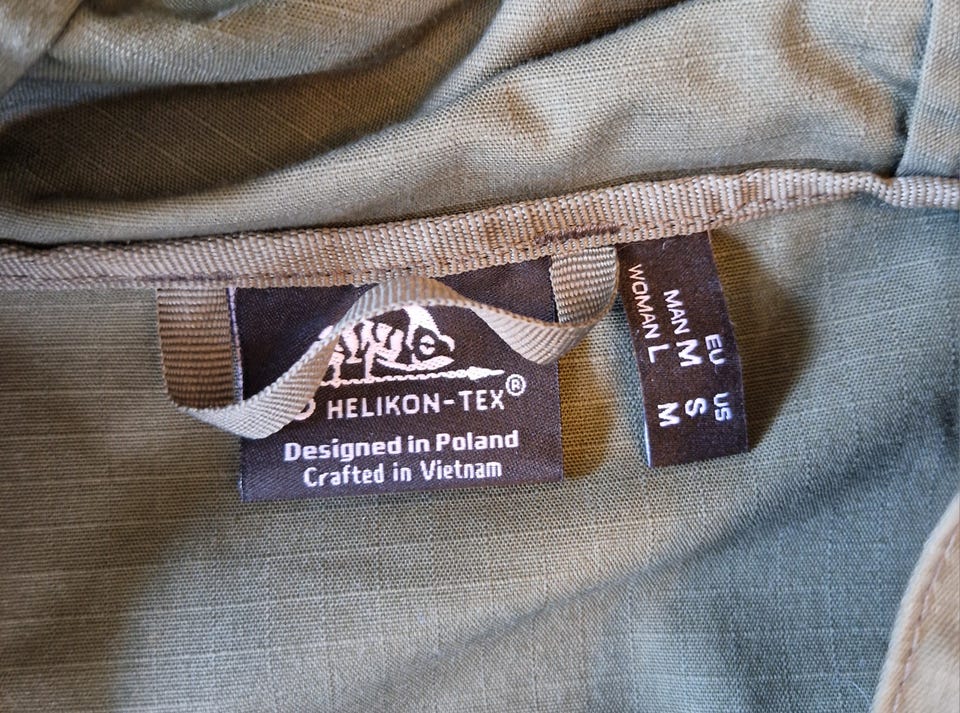 HELIKON-TEX®
Designed in Poland
Crafted in Vietnam
EU US
MAN M S
WOMAN L M